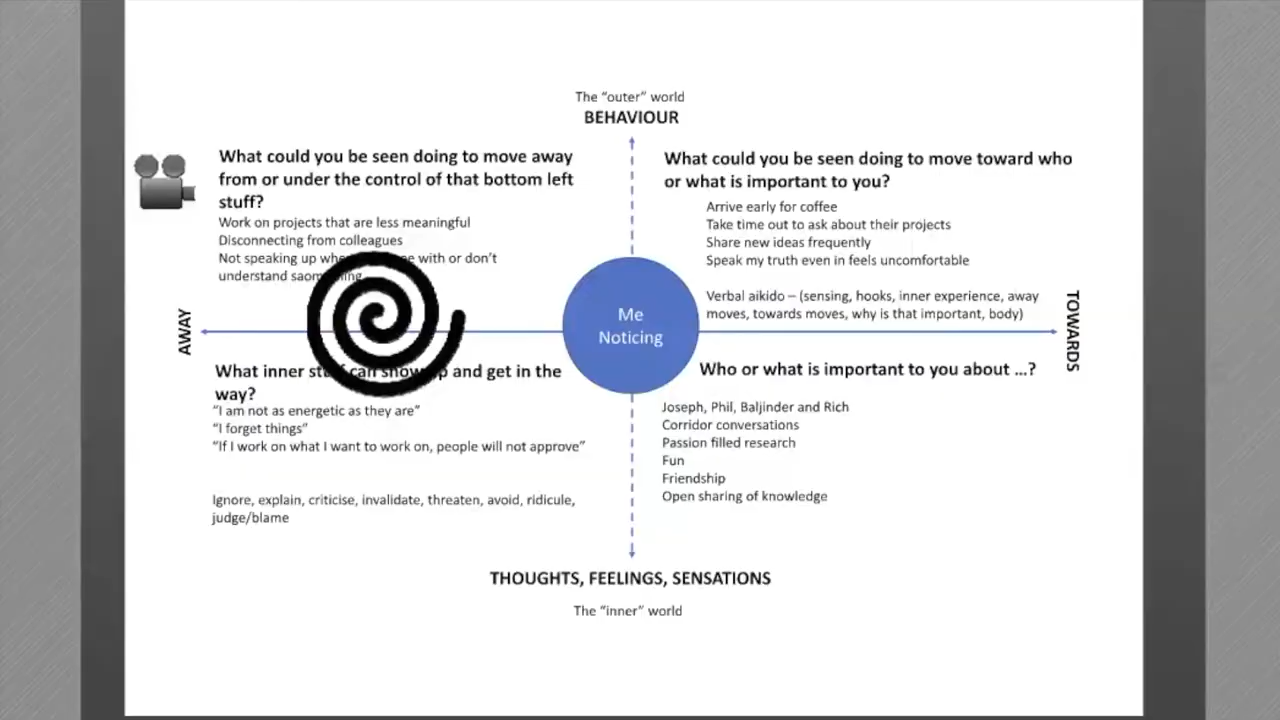 The “outer” world
BEHAVIOUR
What could you be seen doing to move away
from or under the control of that bottom left
stuff?
Work on projects that are less meaningful
Disconnecting from colleagues
Not speaking up with or don’t
understand
What could you be seen doing to move toward who
or what is important to you?
Arrive early for coffee
Take time out to ask about their projects
Share new ideas frequently
Speak my truth even in feels uncomfortable
Verbal aikido – (sensing, hooks, inner experience, away
moves, towards moves, why is that important, body)
AWAY
Me
Noticing
TOWARDS
What inner can show and get in the
way?
“I am not as energetic as they are”
“I forget things”
“If I work on what I want to work on, people will not approve”
Ignore, explain, criticise, invalidate, threaten, avoid, ridicule,
judge/blame
Who or what is important to you about ...?
Joseph, Phil, Baljinder and Rich
Corridor conversations
Passion filled research
Fun
Friendship
Open sharing of knowledge
THOUGHTS, FEELINGS, SENSATIONS
The “inner” world